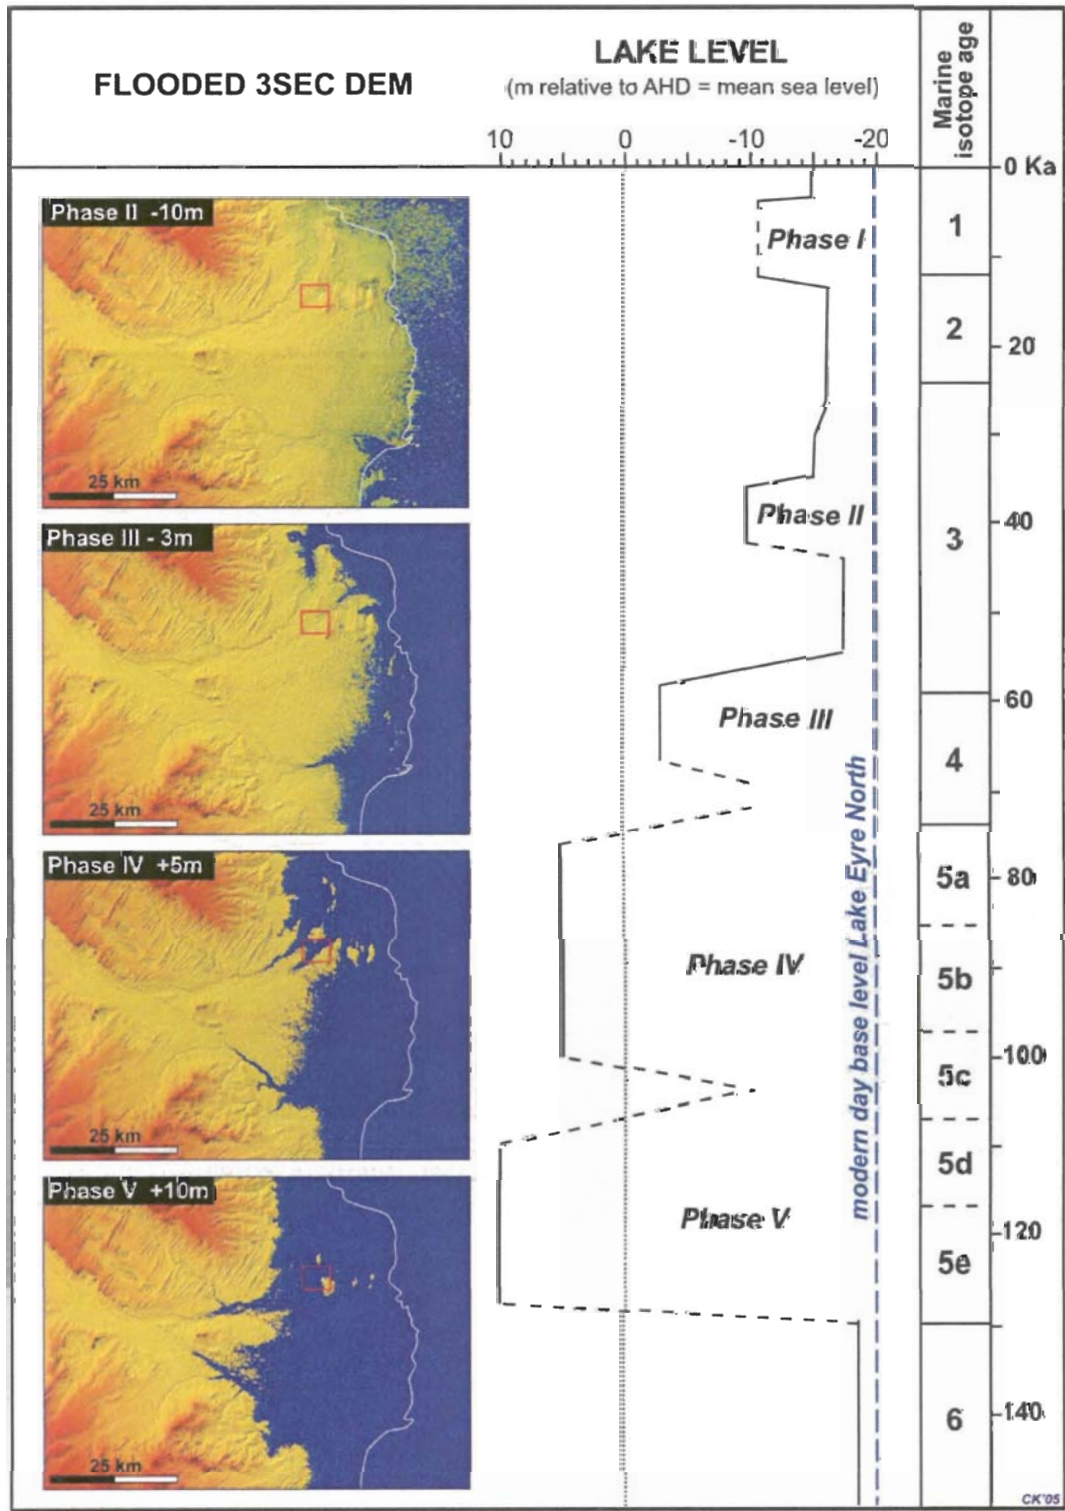 FLOODED 3SEC DEM
LAKE LEVEL
(m relative to AHD = mean sea level)
10 0 -10 -20
Marine
isotope age
0 Ka
20
40
60
80
100
120
140
1
2
3
4
5a
5b
5c
5d
5e
6
Phase II -10m
25 km
Phase III - 3m
25 km
Phase IV +5m
25 km
Phase V +10m
25 km
Phase I
Phase II
Phase III
Phase IV
Phase V
modern day base level Lake Eyre North
CK'05